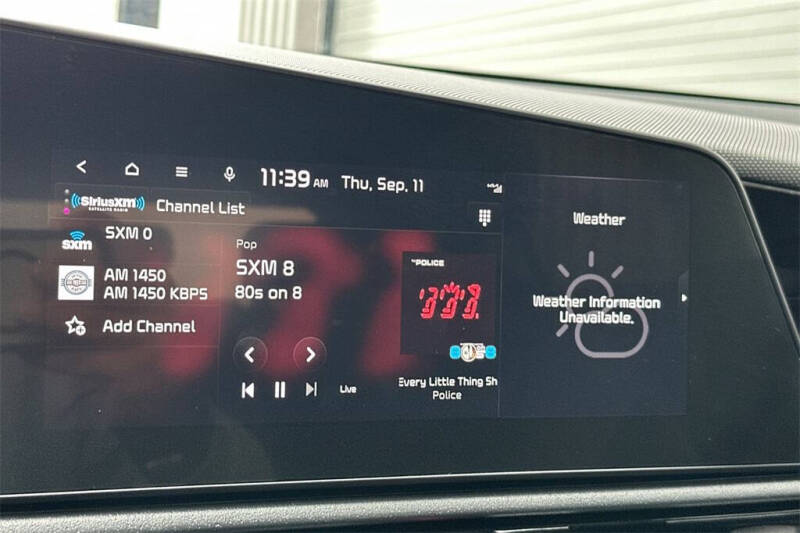 11:39 AM
Thu, Sep. 11
SiriusXM
SATELLITE RADIO
Channel List
sxm
SXM 0
AM 1450
AM 1450 KBPS
Add Channel
Pop
SXM 8
80s on 8
Live
THE POLICE
80s8
Every Little Thing Sh
Police
Weather
Weather Information
Unavailable.